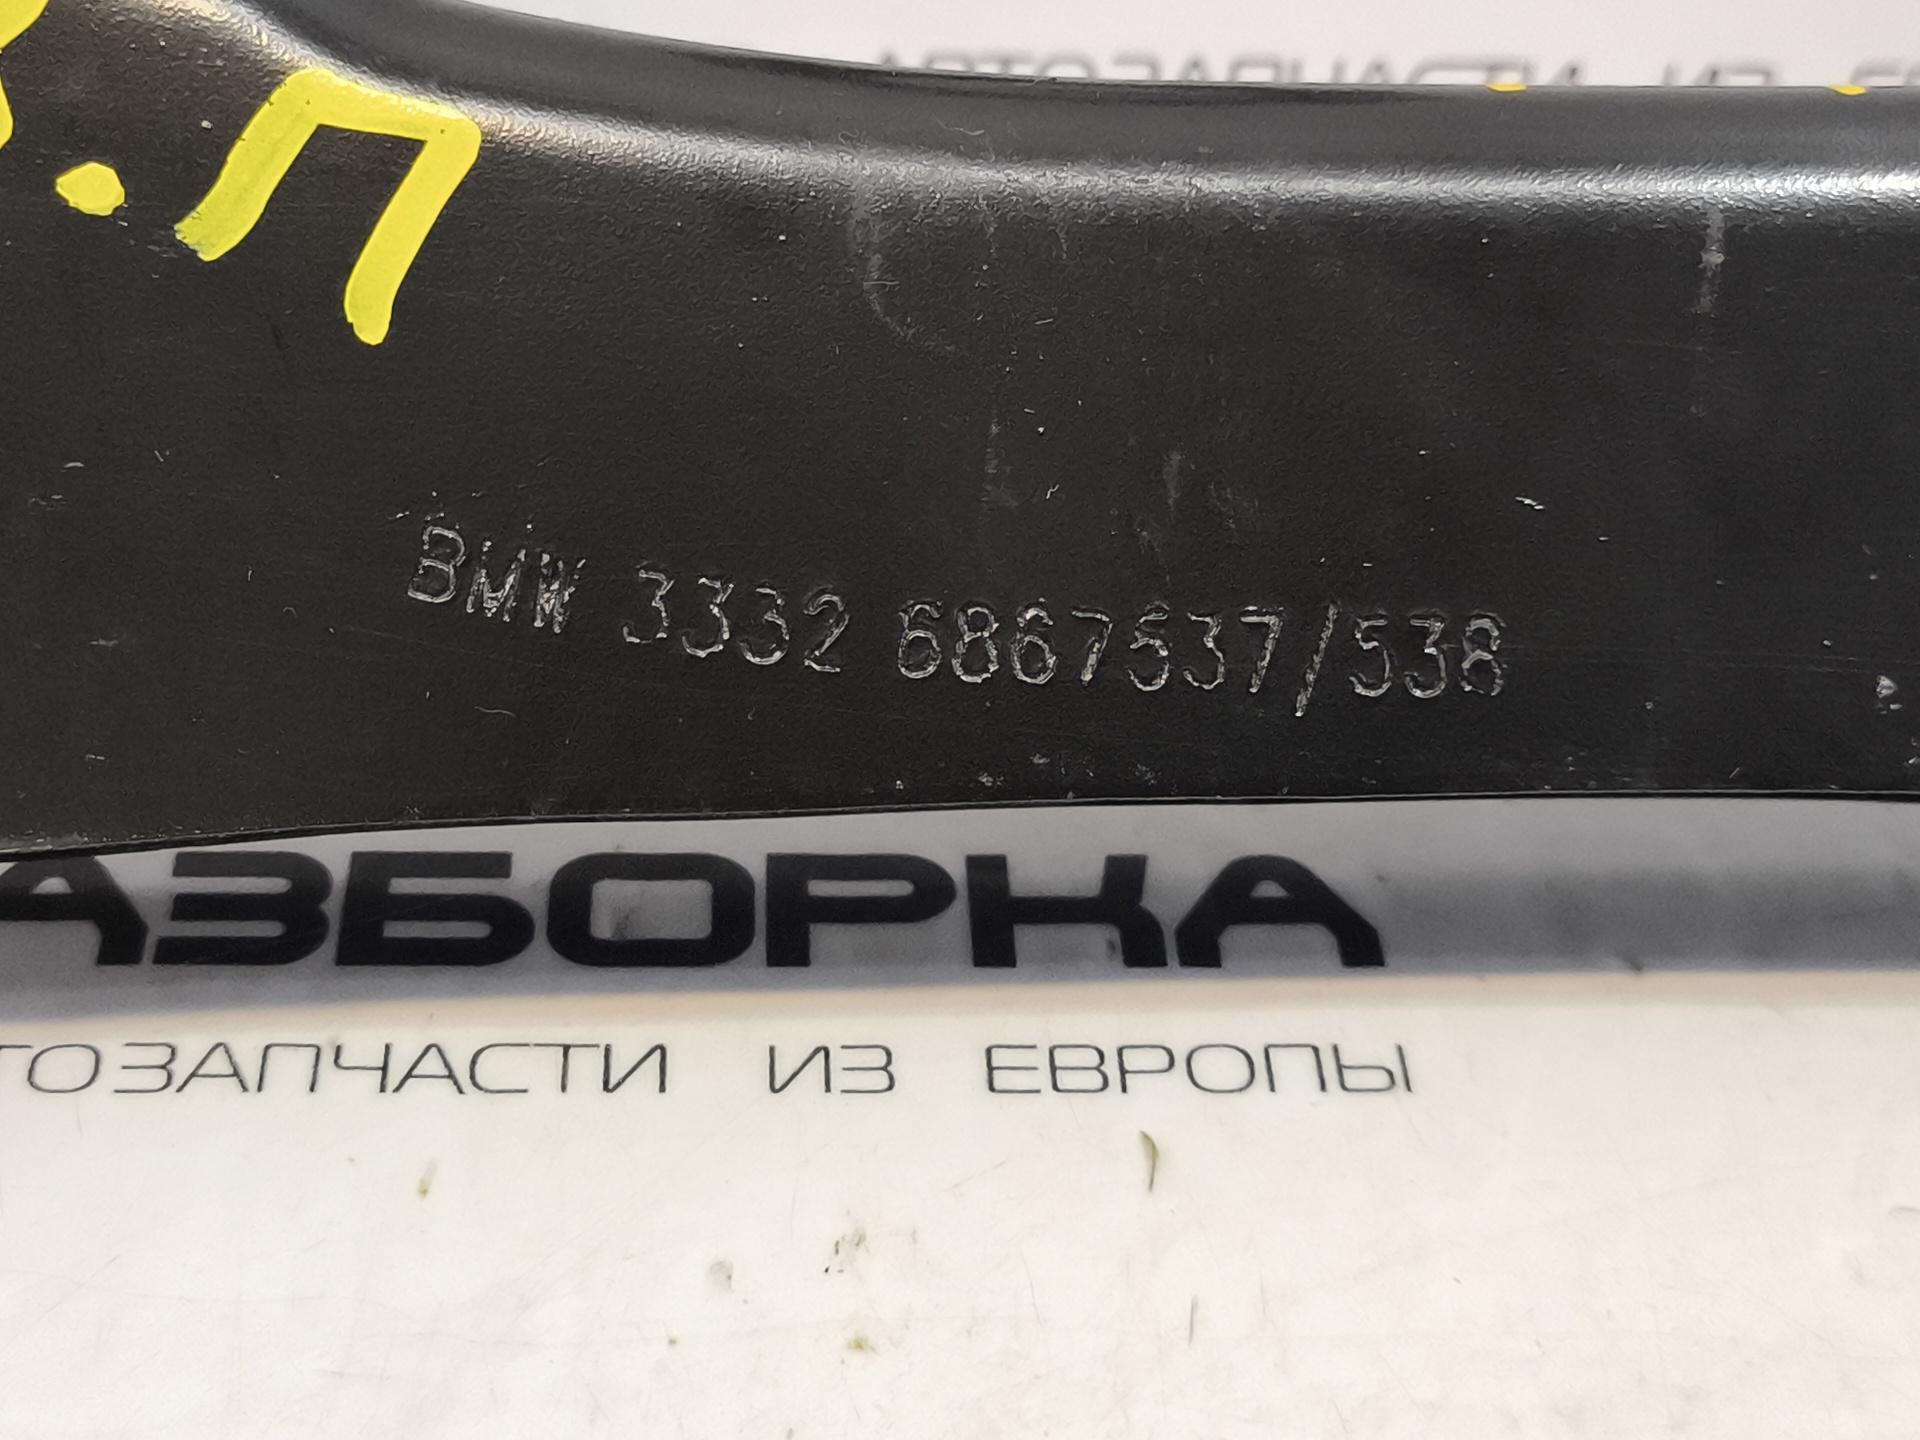 .П
BMW 3332 6867537/538
АЗБОРКА
ТОЗАПЧАСТИ ИЗ ЕВРОПЫ